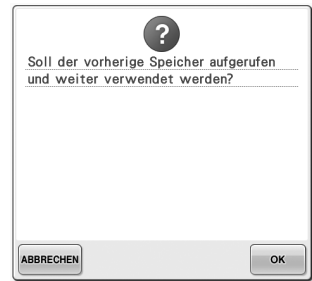 ?
Soll der vorherige Speicher aufgerufen
und weiter verwendet werden?
ABBRECHEN
OK